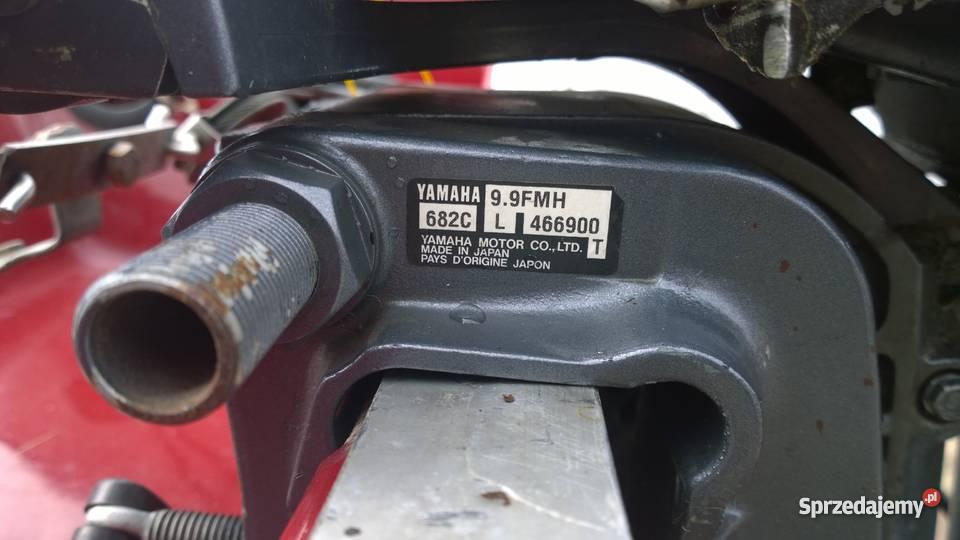 YAMAHA 9.9FMH
682C L 466900
YAMAHA MOTOR CO.,LTD. T
MADE IN JAPAN
PAYS D'ORIGINE JAPON
Sprzedajemy.pl